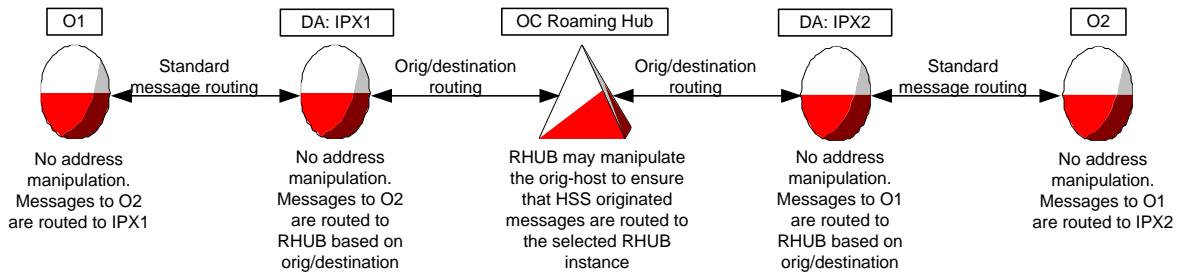 O1
DA: IPX1
OC Roaming Hub
DA: IPX2
O2
Standard
message routing
Orig/destination
routing
Orig/destination
routing
Standard
message routing
No address
manipulation.
Messages to O2
are routed to IPX1
No address
manipulation.
Messages to O2
are routed to
RHUB based on
orig/destination
RHUB may manipulate
the orig-host to ensure
that HSS originated
messages are routed to
the selected RHUB
instance
No address
manipulation.
Messages to O1
are routed to
RHUB based on
orig/destination
No address
manipulation.
Messages to O1
are routed to IPX2